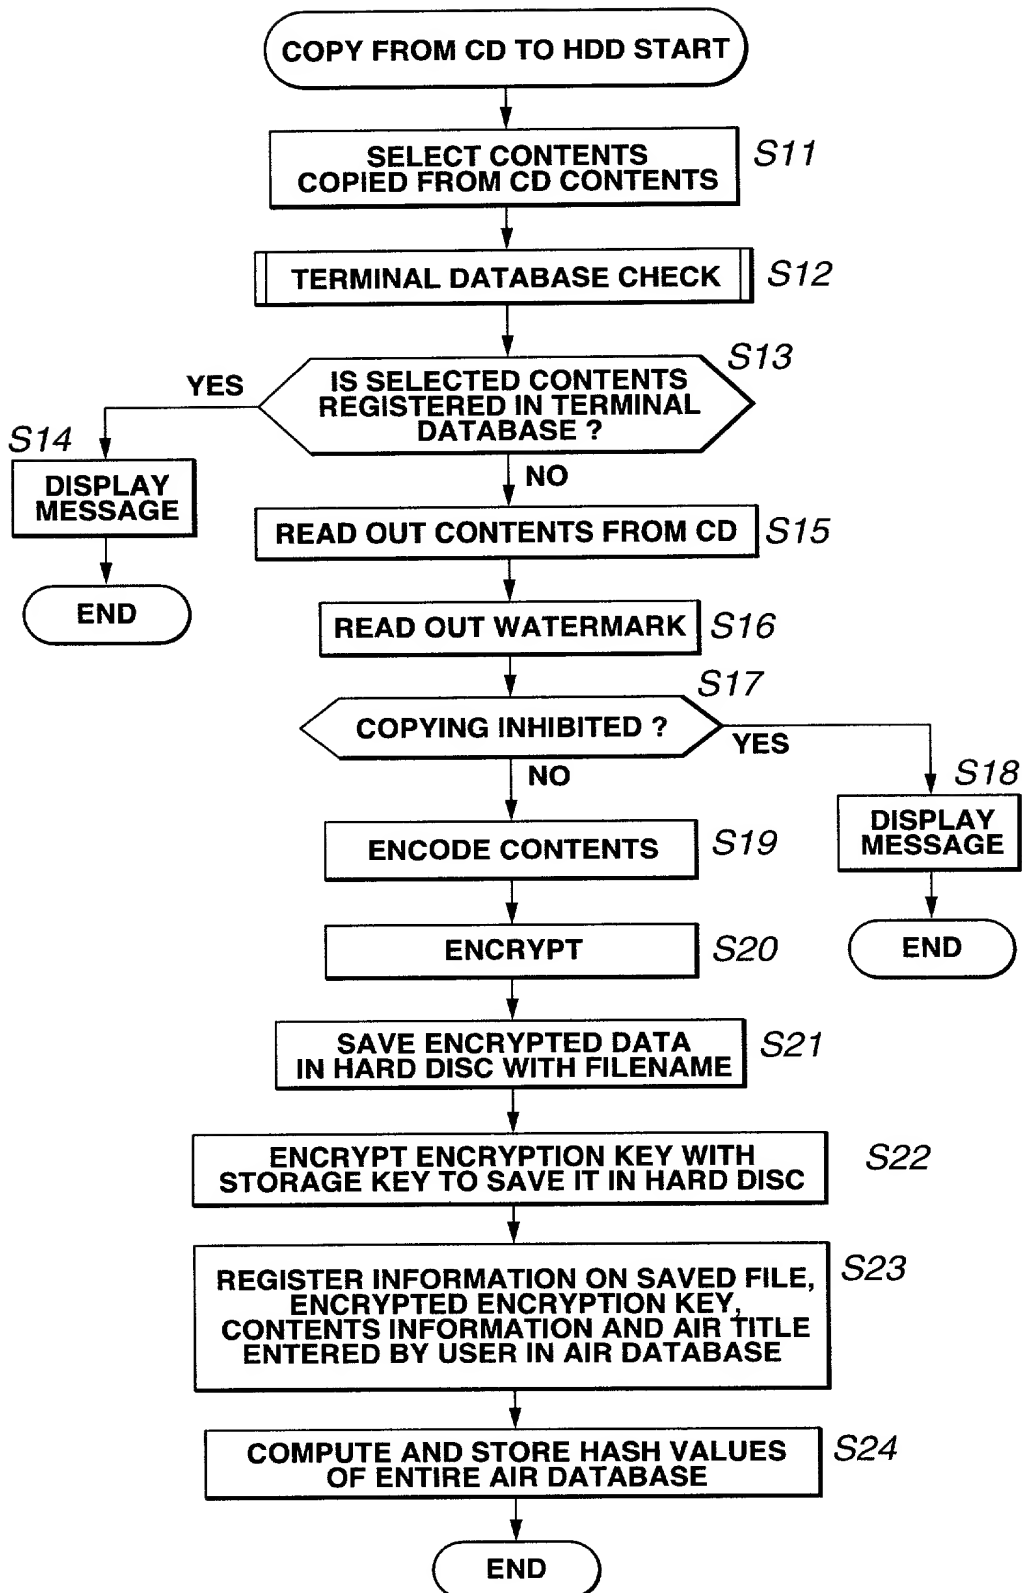 COPY FROM CD TO HDD START
SELECT CONTENTS
COPIED FROM CD CONTENTS
S11
TERMINAL DATABASE CHECK
S12
S13
IS SELECTED CONTENTS
REGISTERED IN TERMINAL
DATABASE ?
YES
NO
S14
DISPLAY
MESSAGE
END
READ OUT CONTENTS FROM CD
S15
READ OUT WATERMARK
S16
S17
COPYING INHIBITED ?
YES
NO
S18
DISPLAY
MESSAGE
END
ENCODE CONTENTS
S19
ENCRYPT
S20
SAVE ENCRYPTED DATA
IN HARD DISC WITH FILENAME
S21
ENCRYPT ENCRYPTION KEY WITH
STORAGE KEY TO SAVE IT IN HARD DISC
S22
REGISTER INFORMATION ON SAVED FILE,
ENCRYPTED ENCRYPTION KEY,
CONTENTS INFORMATION AND AIR TITLE
ENTERED BY USER IN AIR DATABASE
S23
COMPUTE AND STORE HASH VALUES
OF ENTIRE AIR DATABASE
S24
END